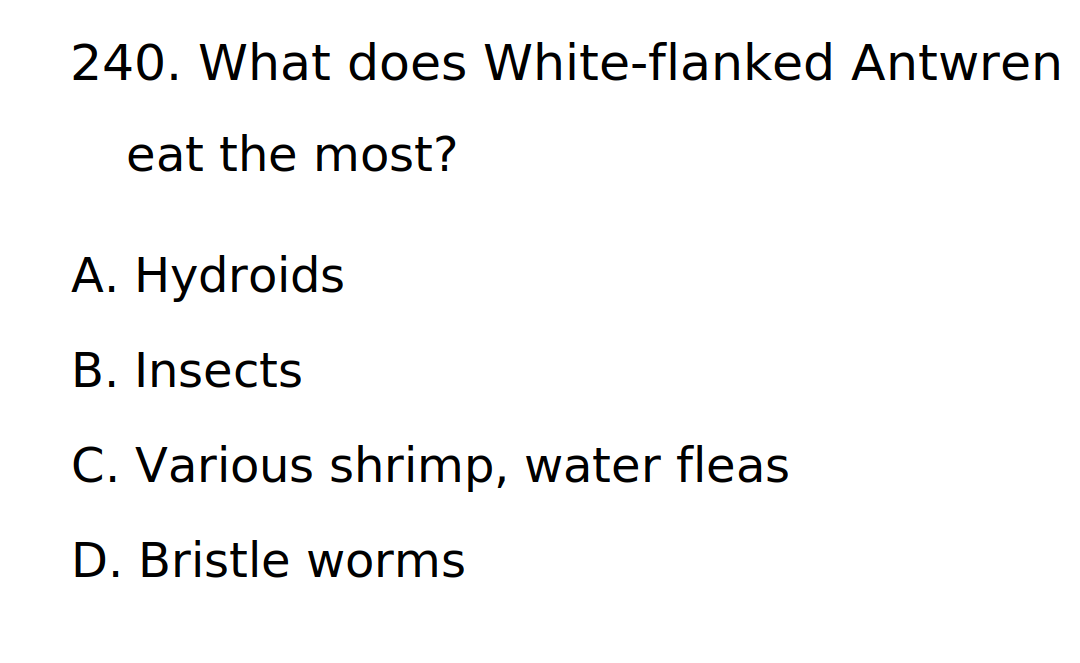 240. What does White-flanked Antwren
eat the most?
A. Hydroids
B. Insects
C. Various shrimp, water fleas
D. Bristle worms